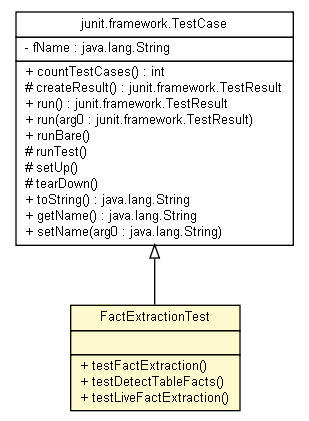 junit.framework.TestCase
- fName : java.lang.String
+ countTestCases() : int
# createResult() : junit.framework.TestResult
+ run() : junit.framework.TestResult
+ run(arg0 : junit.framework.TestResult)
+ runBare()
# runTest()
# setUp()
# tearDown()
+ toString() : java.lang.String
+ getName() : java.lang.String
+ setName(arg0 : java.lang.String)
FactExtractionTest
+ testFactExtraction()
+ testDetectTableFacts()
+ testLiveFactExtraction()